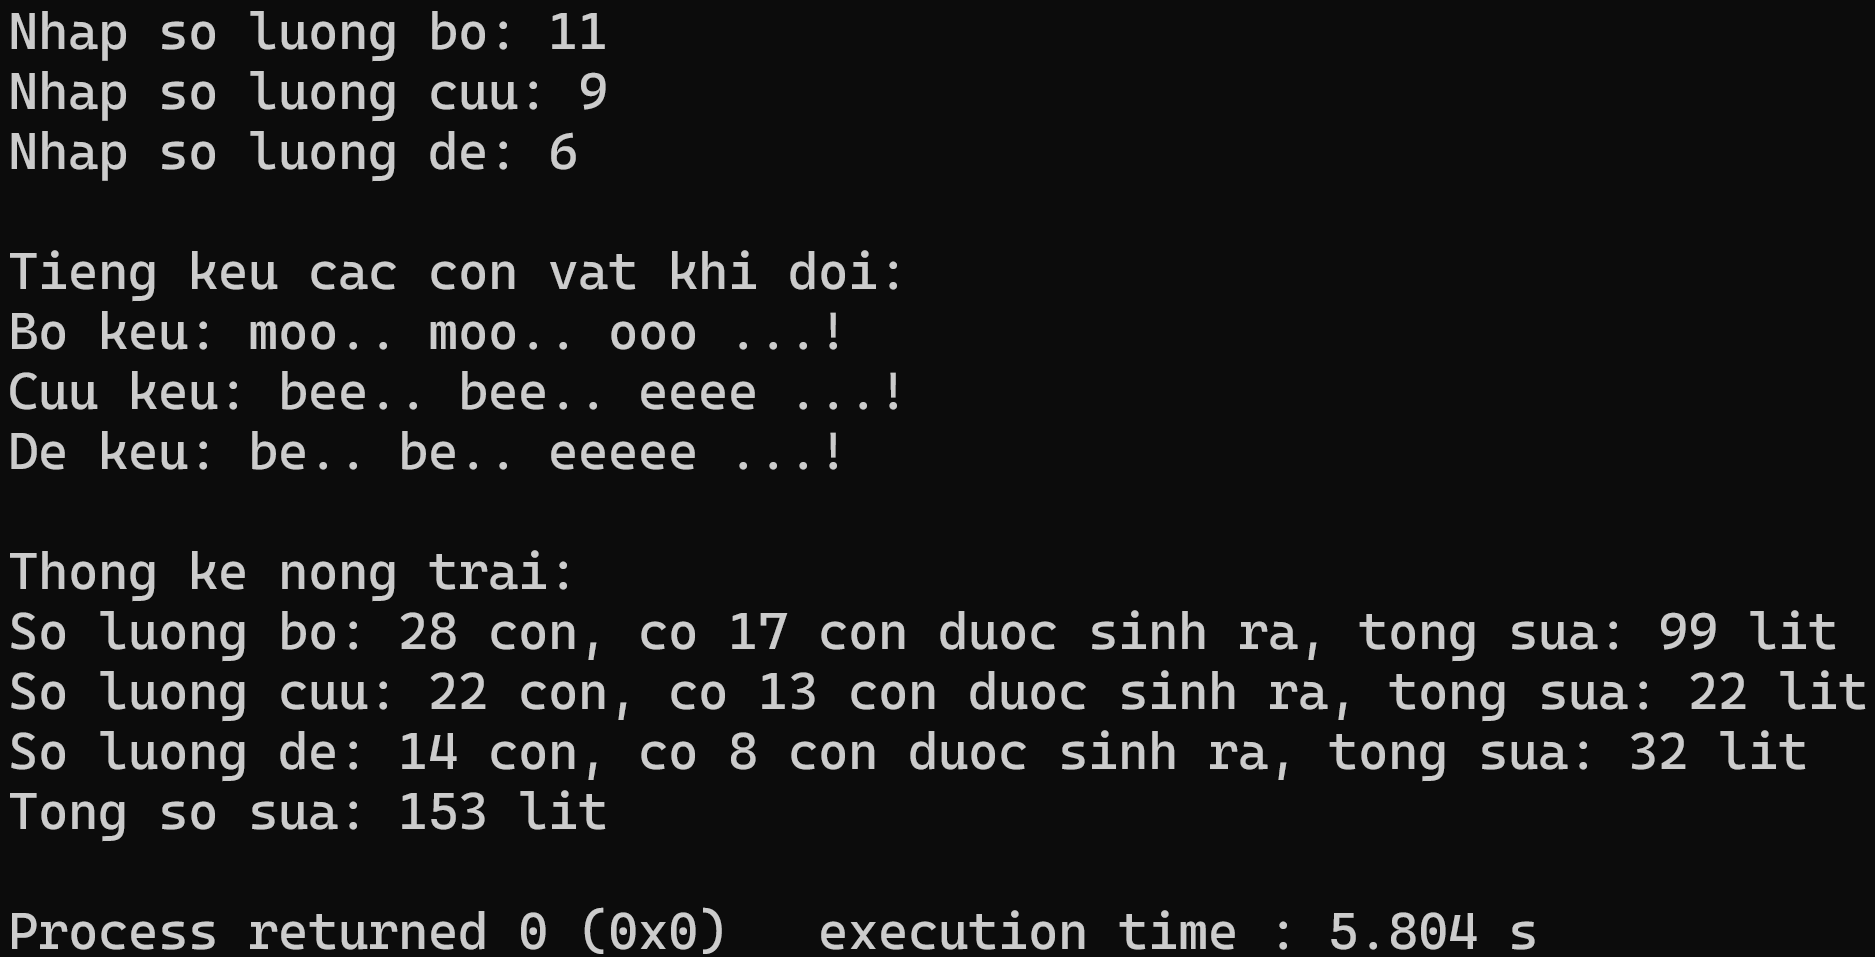 Nhap so luong bo: 11
Nhap so luong cuu: 9
Nhap so luong de: 6
Tieng keu cac con vat khi doi:
Bo keu: moo.. moo.. ooo ...!
Cuu keu: bee.. bee.. eeee ...!
De keu: be.. be.. eeeee ...!
Thong ke nong trai:
So luong bo: 28 con, co 17 con duoc sinh ra, tong sua: 99 lit
So luong cuu: 22 con, co 13 con duoc sinh ra, tong sua: 22 lit
So luong de: 14 con, co 8 con duoc sinh ra, tong sua: 32 lit
Tong so sua: 153 lit
Process returned 0 (0x0)   execution time : 5.804 s